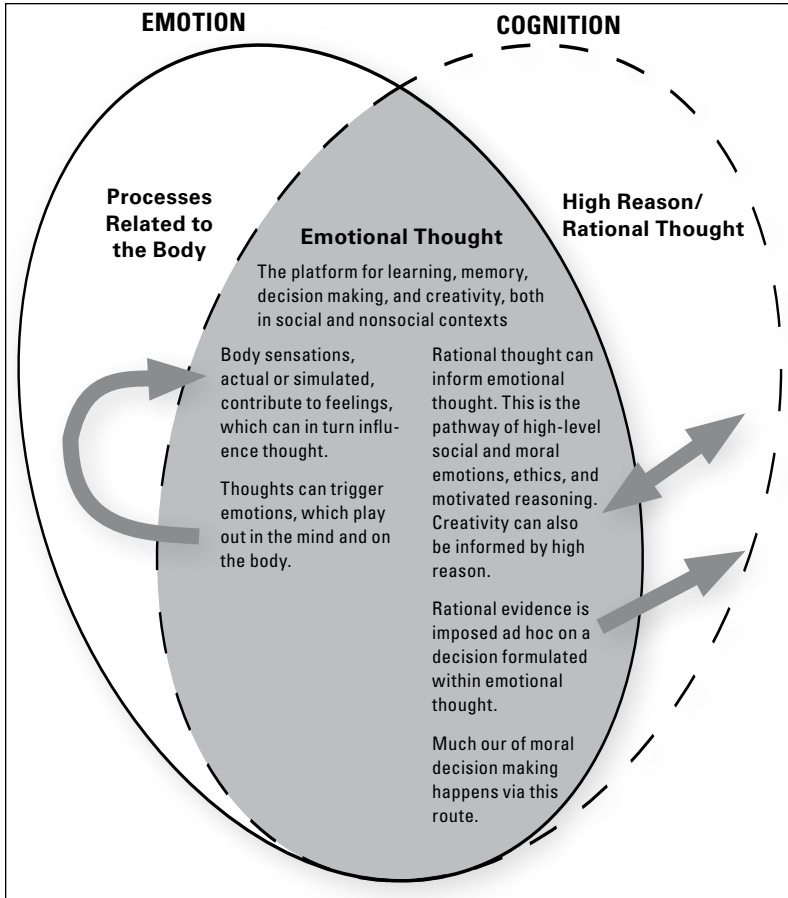 EMOTION
COGNITION
Processes
Related to
the Body
High Reason/
Rational Thought
Emotional Thought
The platform for learning, memory,
decision making, and creativity, both
in social and nonsocial contexts
Body sensations,
actual or simulated,
contribute to feelings,
which can in turn influ-
ence thought.
Thoughts can trigger
emotions, which play
out in the mind and on
the body.
Rational thought can
inform emotional
thought. This is the
pathway of high-level
social and moral
emotions, ethics, and
motivated reasoning.
Creativity can also
be informed by high
reason.
Rational evidence is
imposed ad hoc on a
decision formulated
within emotional
thought.
Much our of moral
decision making
happens via this
route.